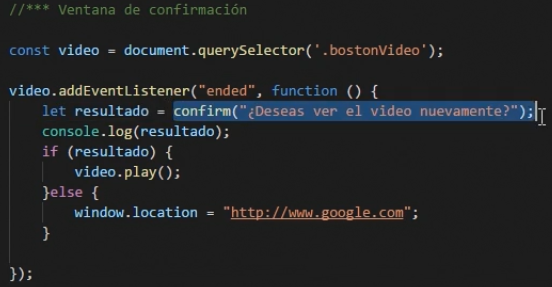 //*** Ventana de confirmación
const video = document.querySelector('.bostonVideo');
video.addEventListener("ended", function () {
let resultado = confirm("¿Deseas ver el video nuevamente?");
console.log(resultado);
if (resultado) {
video.play();
}else {
window.location = "http://www.google.com";
}
});